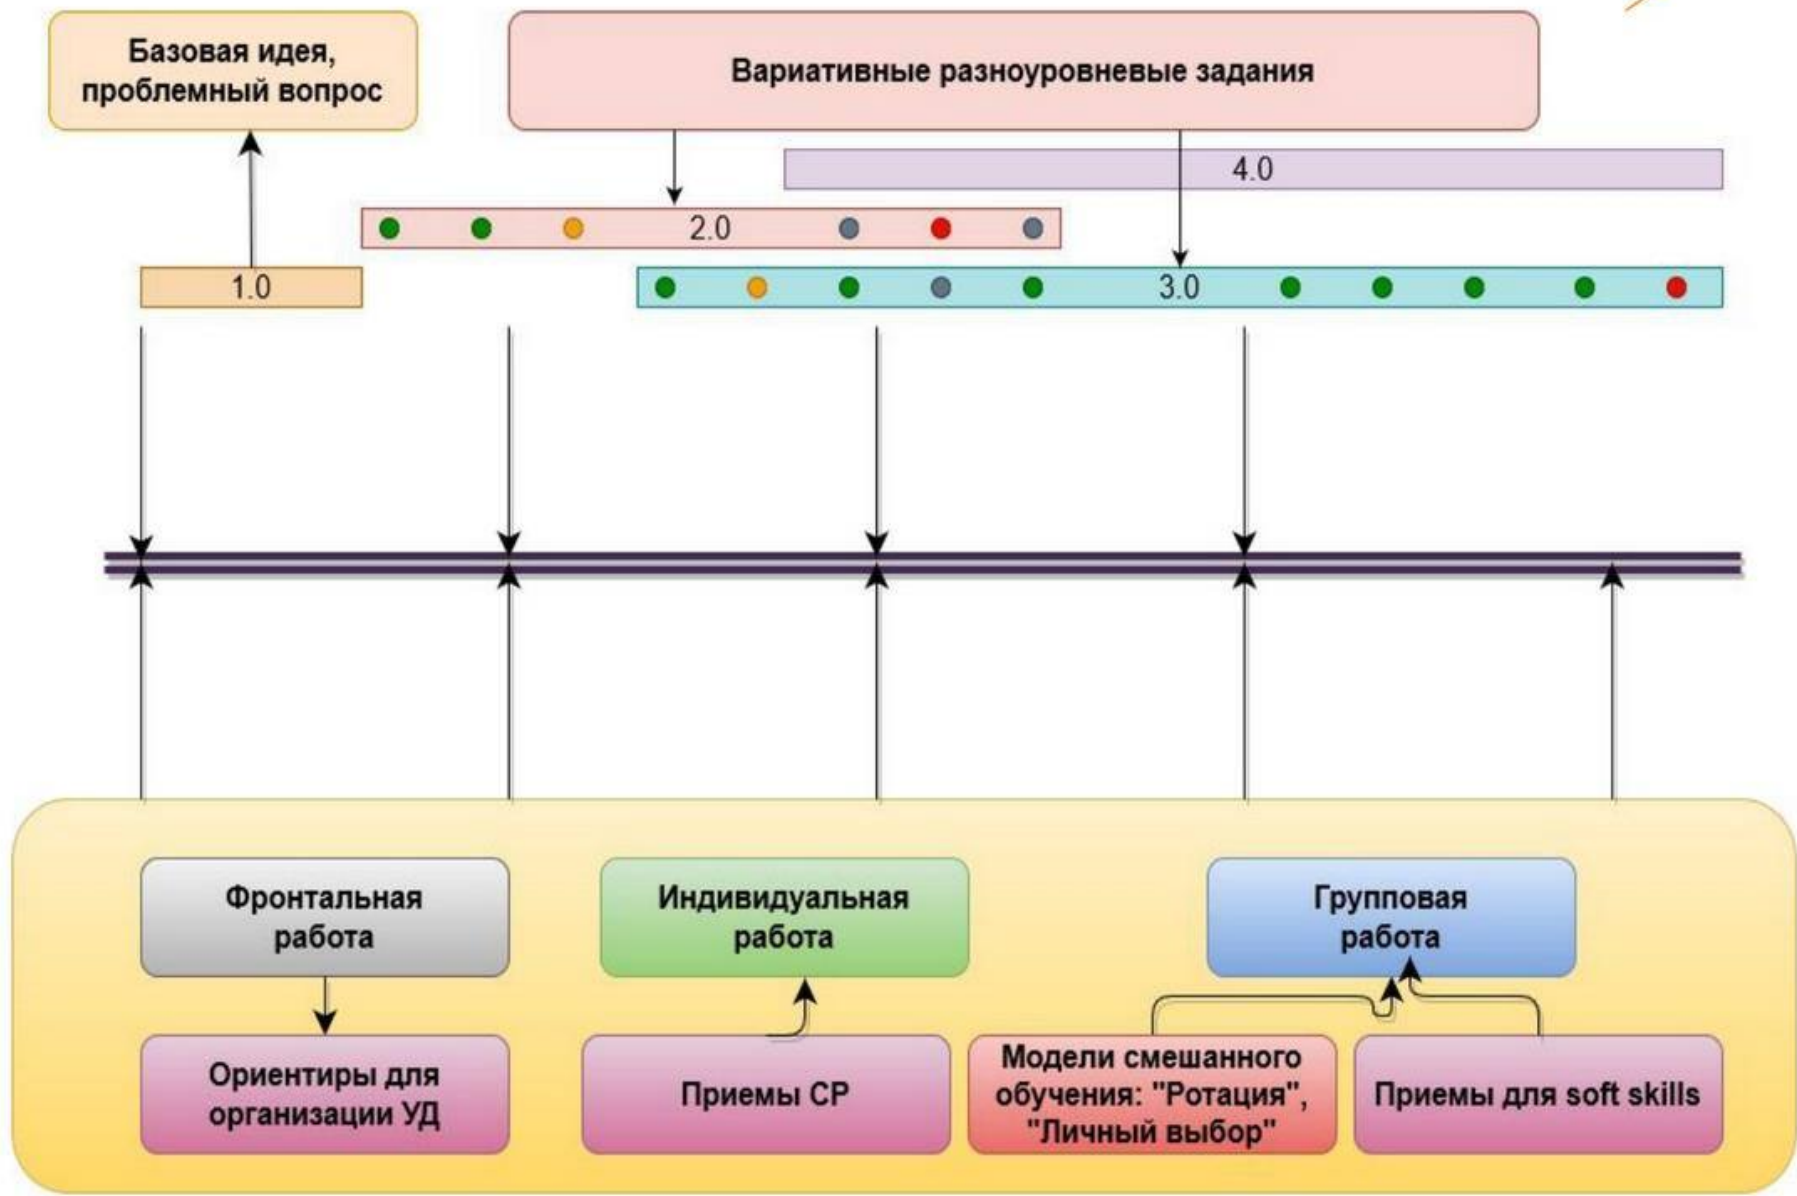 Базовая идея,
проблемный вопрос
Вариативные разноуровневые задания
4.0
2.0
1.0
3.0
Фронтальная
работа
Индивидуальная
работа
Групповая
работа
Ориентиры для
организации УД
Приемы СР
Модели смешанного
обучения: "Ротация",
"Личный выбор"
Приемы для soft skills